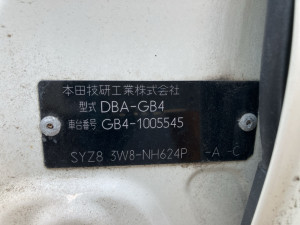 本田技研工業株式会社
型式 DBA-GB4
車台番号 GB4-1005545
SYZ8 3W8-NH624P -A -C